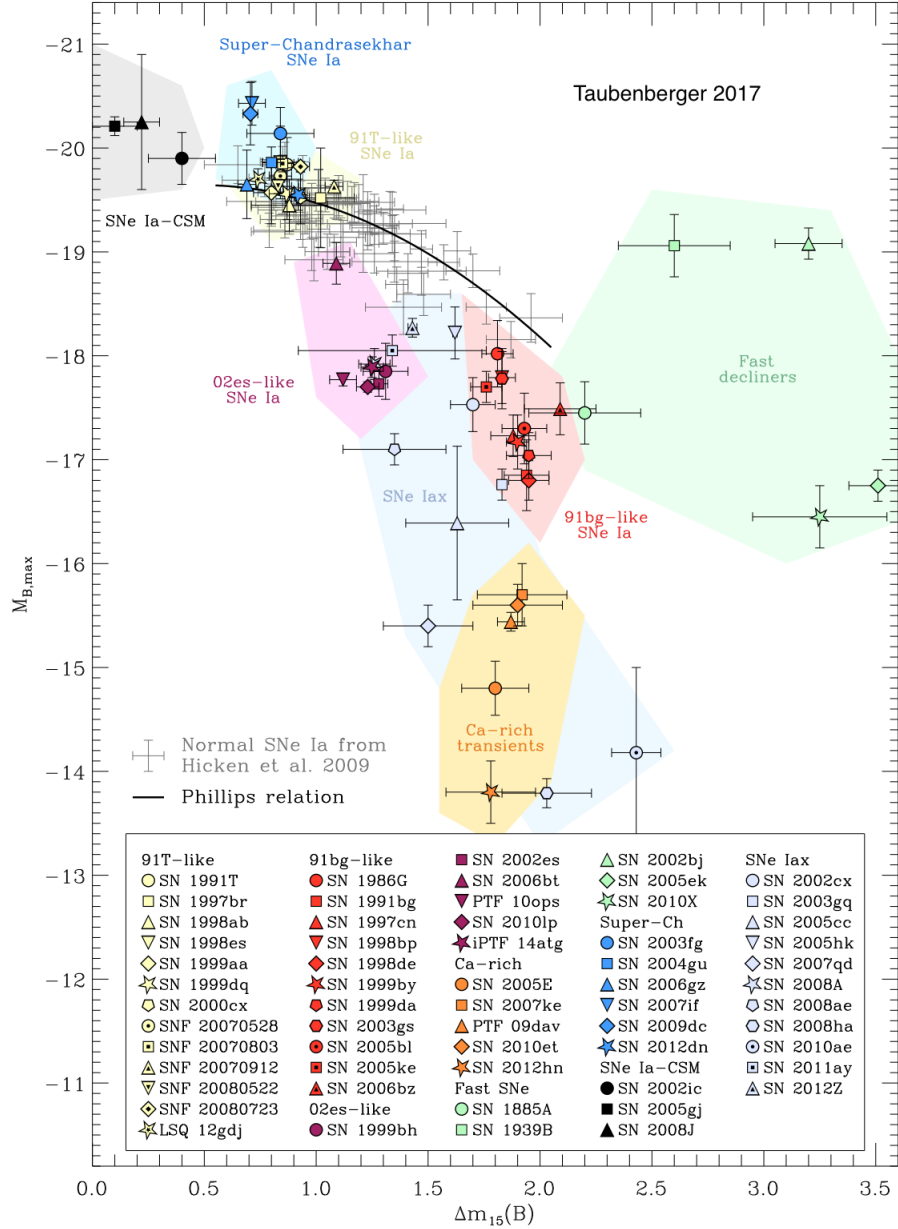 Taubenberger 2017
Super-Chandrasekhar
SNe Ia
91T-like
SNe Ia
SNe Ia-CSM
02es-like
SNe Ia
SNe Iax
91bg-like
SNe Ia
Fast
decliners
Ca-rich
transients
Normal SNe Ia from
Hicken et al. 2009
Phillips relation
M_B,max
-21
-20
-19
-18
-17
-16
-15
-14
-13
-12
-11
91T-like
SN 1991T
SN 1997br
SN 1998ab
SN 1998es
SN 1999aa
SN 1999dq
SN 2000cx
SNF 20070528
SNF 20070803
SNF 20070912
SNF 20080522
SNF 20080723
LSQ 12gdj
91bg-like
SN 1986G
SN 1991bg
SN 1997cn
SN 1998bp
SN 1998de
SN 1999by
SN 1999da
SN 2003gs
SN 2005bl
SN 2005ke
SN 2006bz
02es-like
SN 1999bh
SN 2002es
SN 2006bt
PTF 10ops
SN 2010lp
iPTF 14atg
Ca-rich
SN 2005E
SN 2007ke
PTF 09dav
SN 2010et
SN 2012hn
Fast SNe
SN 1885A
SN 1939B
SN 2002bj
SN 2005ek
SN 2010X
Super-Ch
SN 2003fg
SN 2004gu
SN 2006gz
SN 2007if
SN 2009dc
SN 2012dn
SNe Ia-CSM
SN 2002ic
SN 2005gj
SN 2008J
SNe Iax
SN 2002cx
SN 2003gq
SN 2005cc
SN 2005hk
SN 2007qd
SN 2008A
SN 2008ae
SN 2008ha
SN 2010ae
SN 2011ay
SN 2012Z
0.0 0.5 1.0 1.5 2.0 2.5 3.0 3.5
Δm₁₅(B)